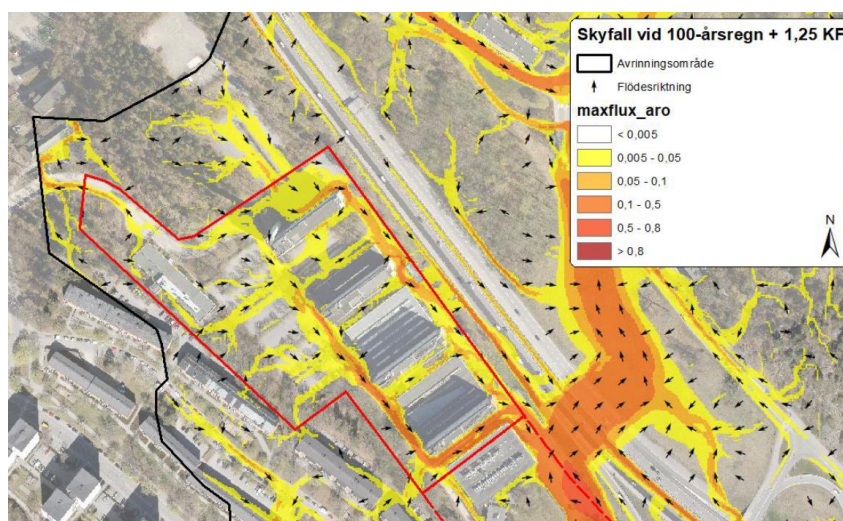 Skyfall vid 100-årsregn + 1,25 KF
Avrinningsområde
Flödesriktning
maxflux_aro
< 0,005
0,005 - 0,05
0,05 - 0,1
0,1 - 0,5
0,5 - 0,8
> 0,8
N